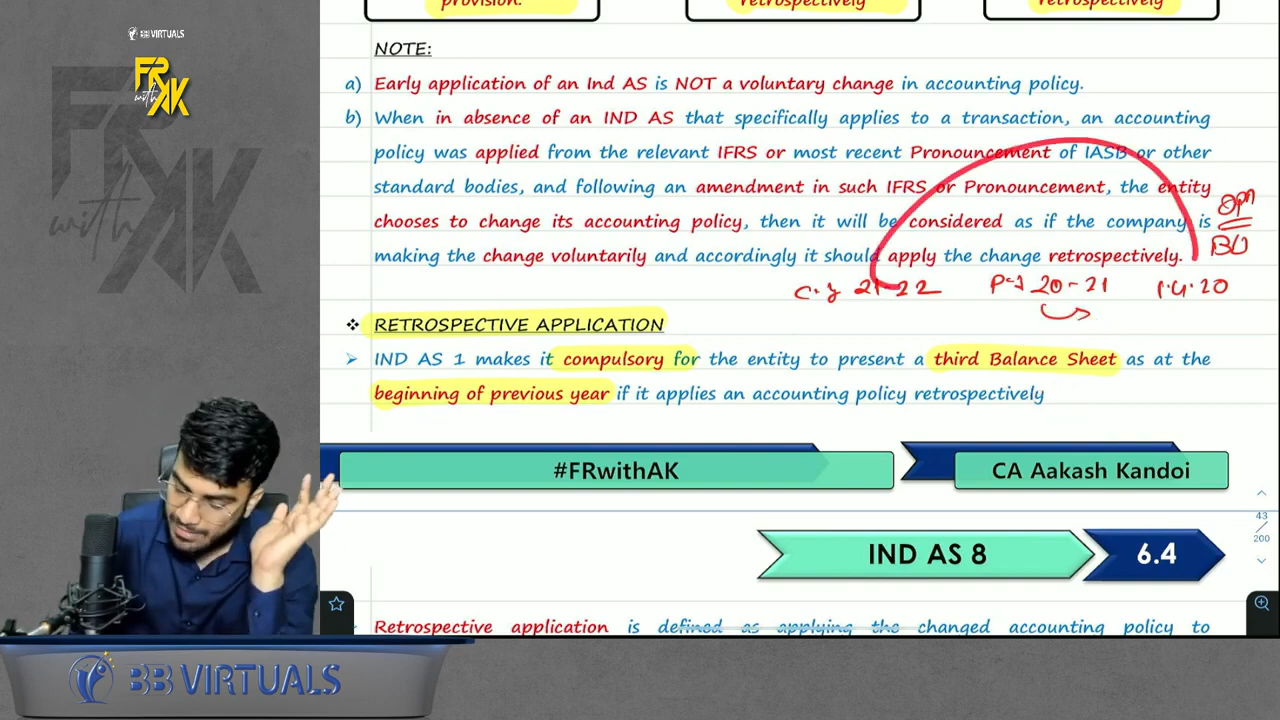 BB VIRTUALS
FR
with
AK
FR
with
AK
provision.
retrospectively
retrospectively
NOTE:
a) Early application of an Ind AS is NOT a voluntary change in accounting policy.
b) When in absence of an IND AS that specifically applies to a transaction, an accounting
policy was applied from the relevant IFRS or most recent Pronouncement of IASB or other
standard bodies, and following an amendment in such IFRS or Pronouncement, the entity
chooses to change its accounting policy, then it will be considered as if the company is
making the change voluntarily and accordingly it should apply the change retrospectively.
Opn
C.Y 21-22 P.Y 20-21 1.4.20
❖ RETROSPECTIVE APPLICATION
➢ IND AS 1 makes it compulsory for the entity to present a third Balance Sheet as at the
beginning of previous year if it applies an accounting policy retrospectively
#FRwithAK
CA Aakash Kandoi
43
/
200
IND AS 8
6.4
Retrospective application is defined as applying the changed accounting policy to
BB VIRTUALS